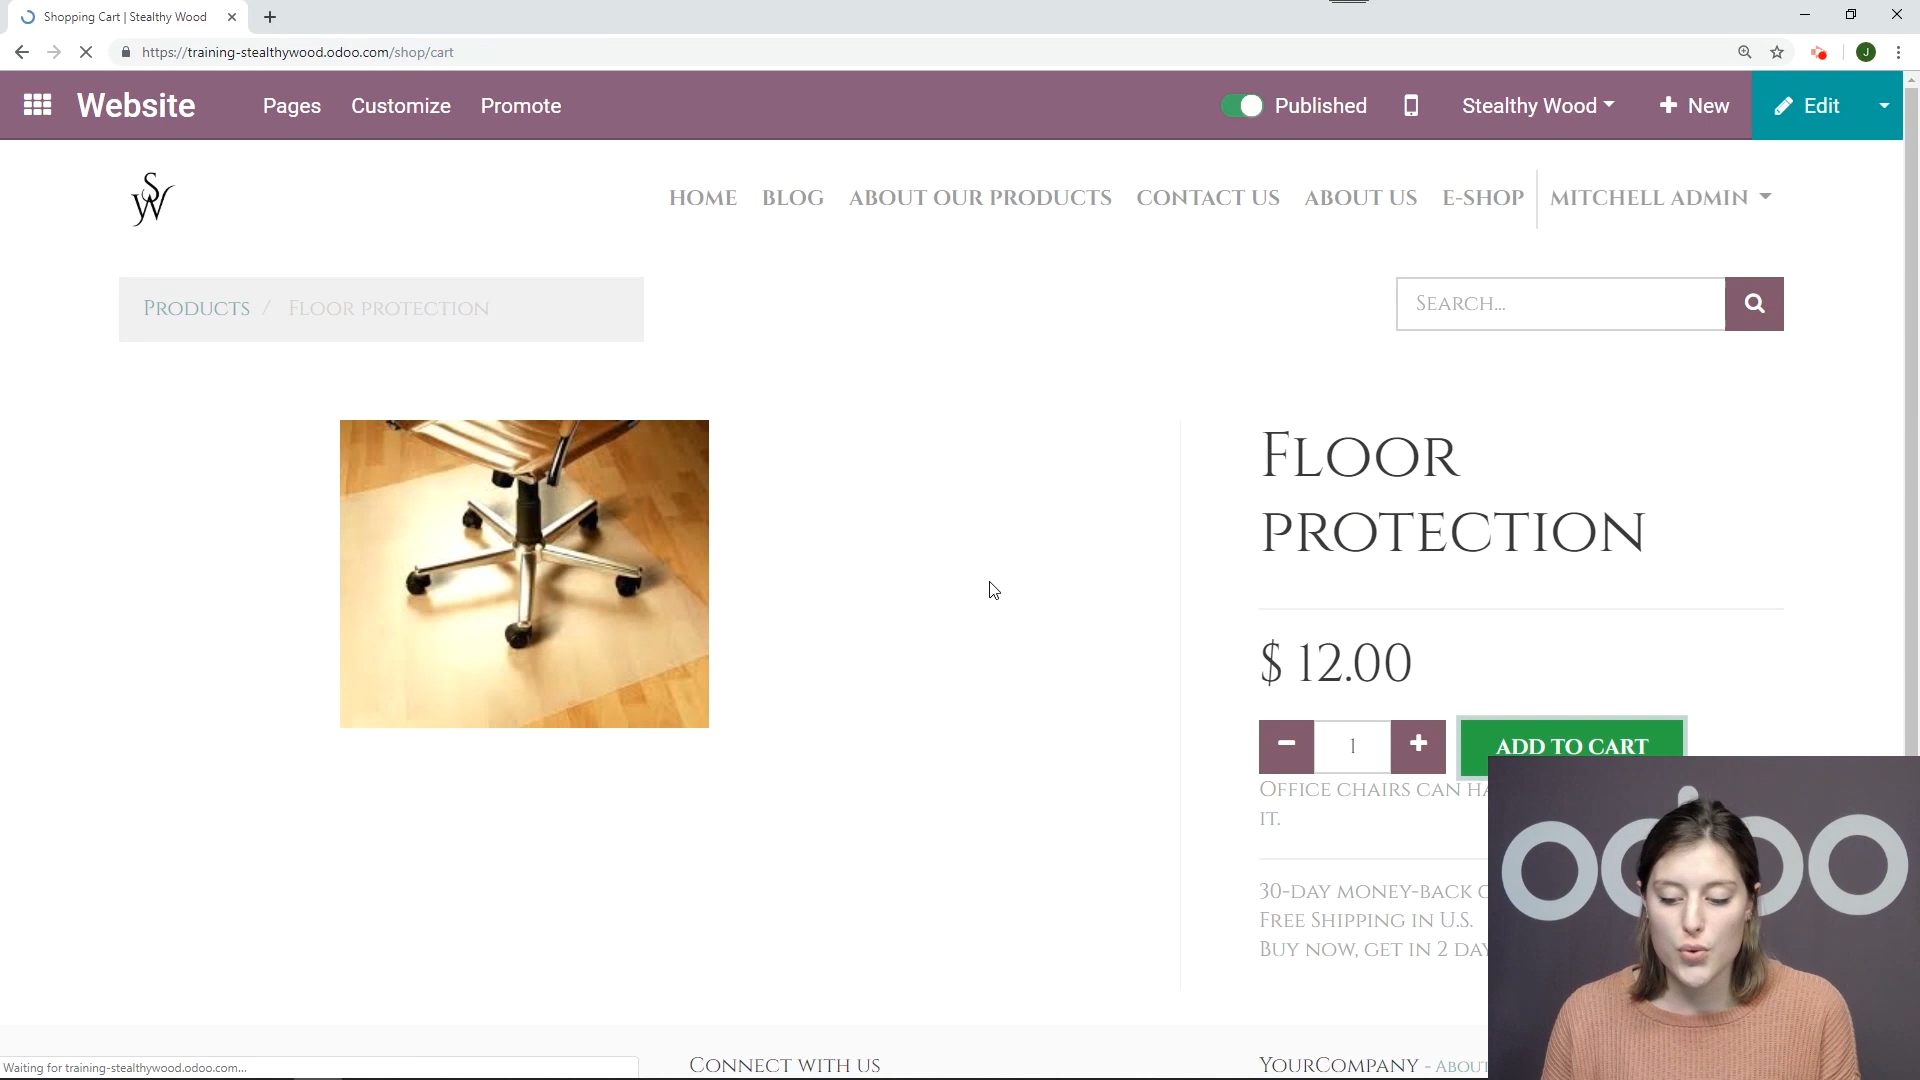 Shopping Cart | Stealthy Wood
https://training-stealthywood.odoo.com/shop/cart
J
Website
Pages
Customize
Promote
Published
Stealthy Wood
New
Edit
SW
HOME
BLOG
ABOUT OUR PRODUCTS
CONTACT US
ABOUT US
E-SHOP
MITCHELL ADMIN
Products / Floor protection
Search...
Floor
protection
$ 12.00
1
ADD TO CART
Office chairs can
it.
30-day money-back
Free Shipping in U.S.
Buy now, get in 2
odoo
Connect with us
YourCompany -
Waiting for training-stealthywood.odoo.com...